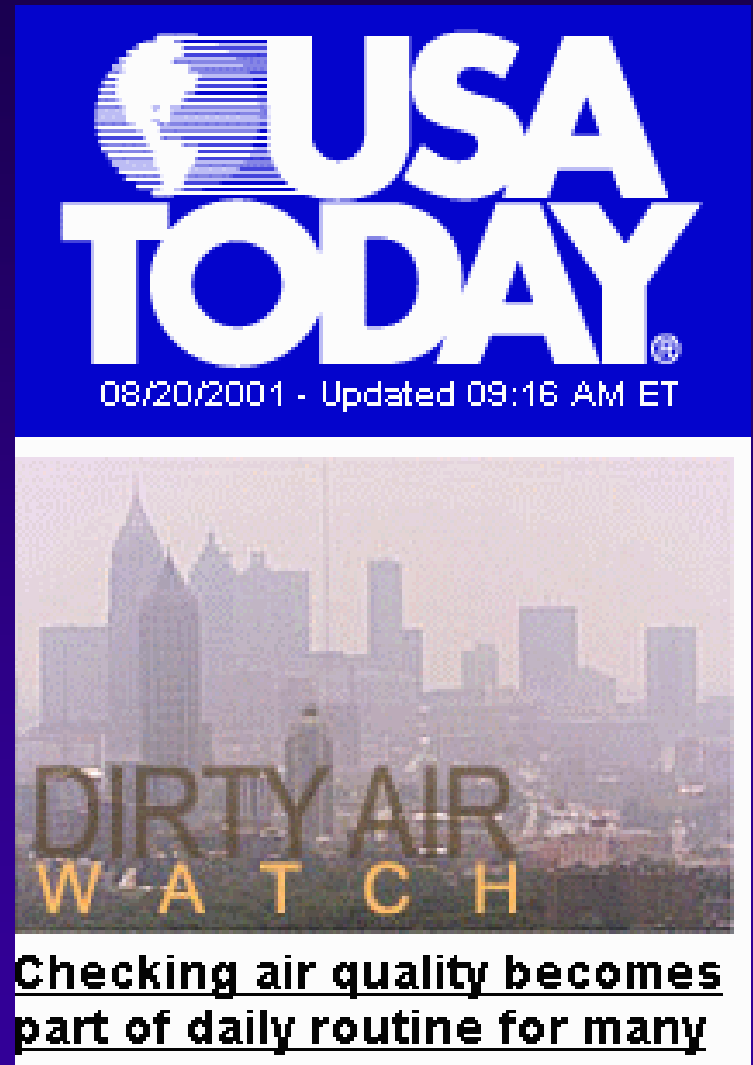 USA
TODAY®
08/20/2001 - Updated 09:16 AM ET
DIRTY AIR
WATCH
Checking air quality becomes
part of daily routine for many